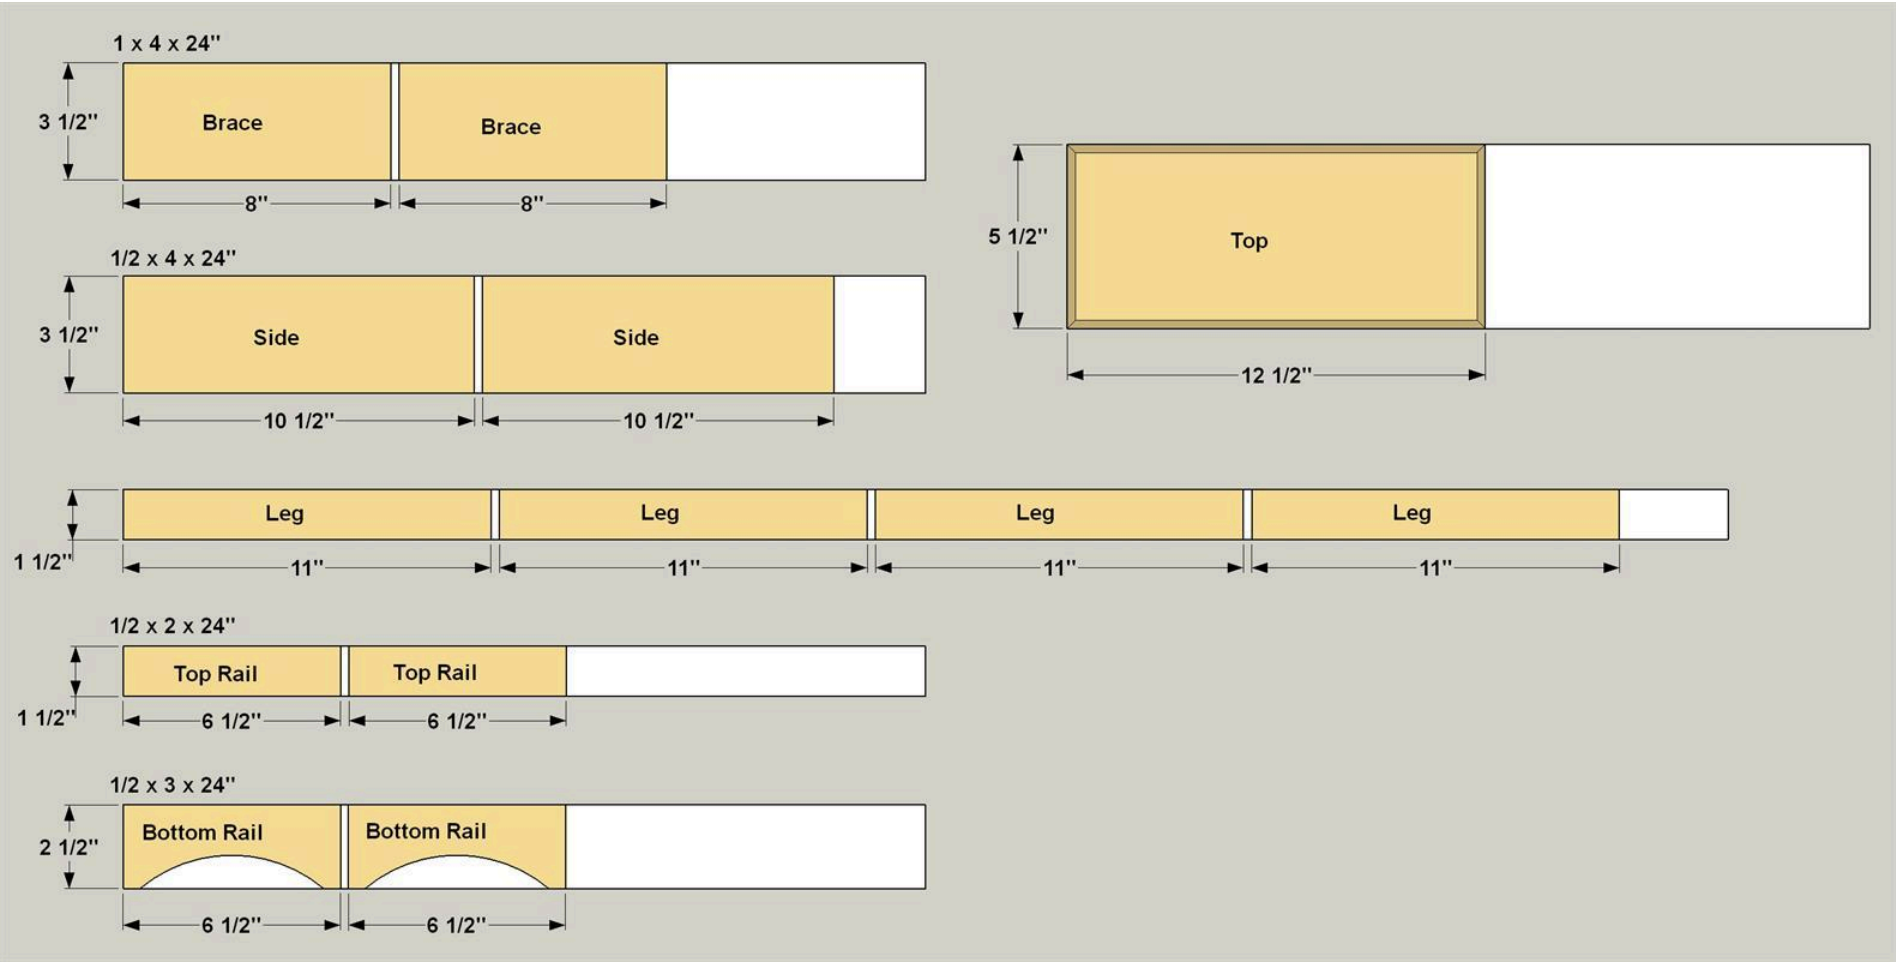 1 x 4 x 24"
3 1/2"
Brace
Brace
8"
8"
1/2 x 4 x 24"
3 1/2"
Side
Side
10 1/2"
10 1/2"
5 1/2"
Top
12 1/2"
Leg
Leg
Leg
Leg
1 1/2"
11"
11"
11"
11"
1/2 x 2 x 24"
Top Rail
Top Rail
1 1/2"
6 1/2"
6 1/2"
1/2 x 3 x 24"
2 1/2"
Bottom Rail
Bottom Rail
6 1/2"
6 1/2"